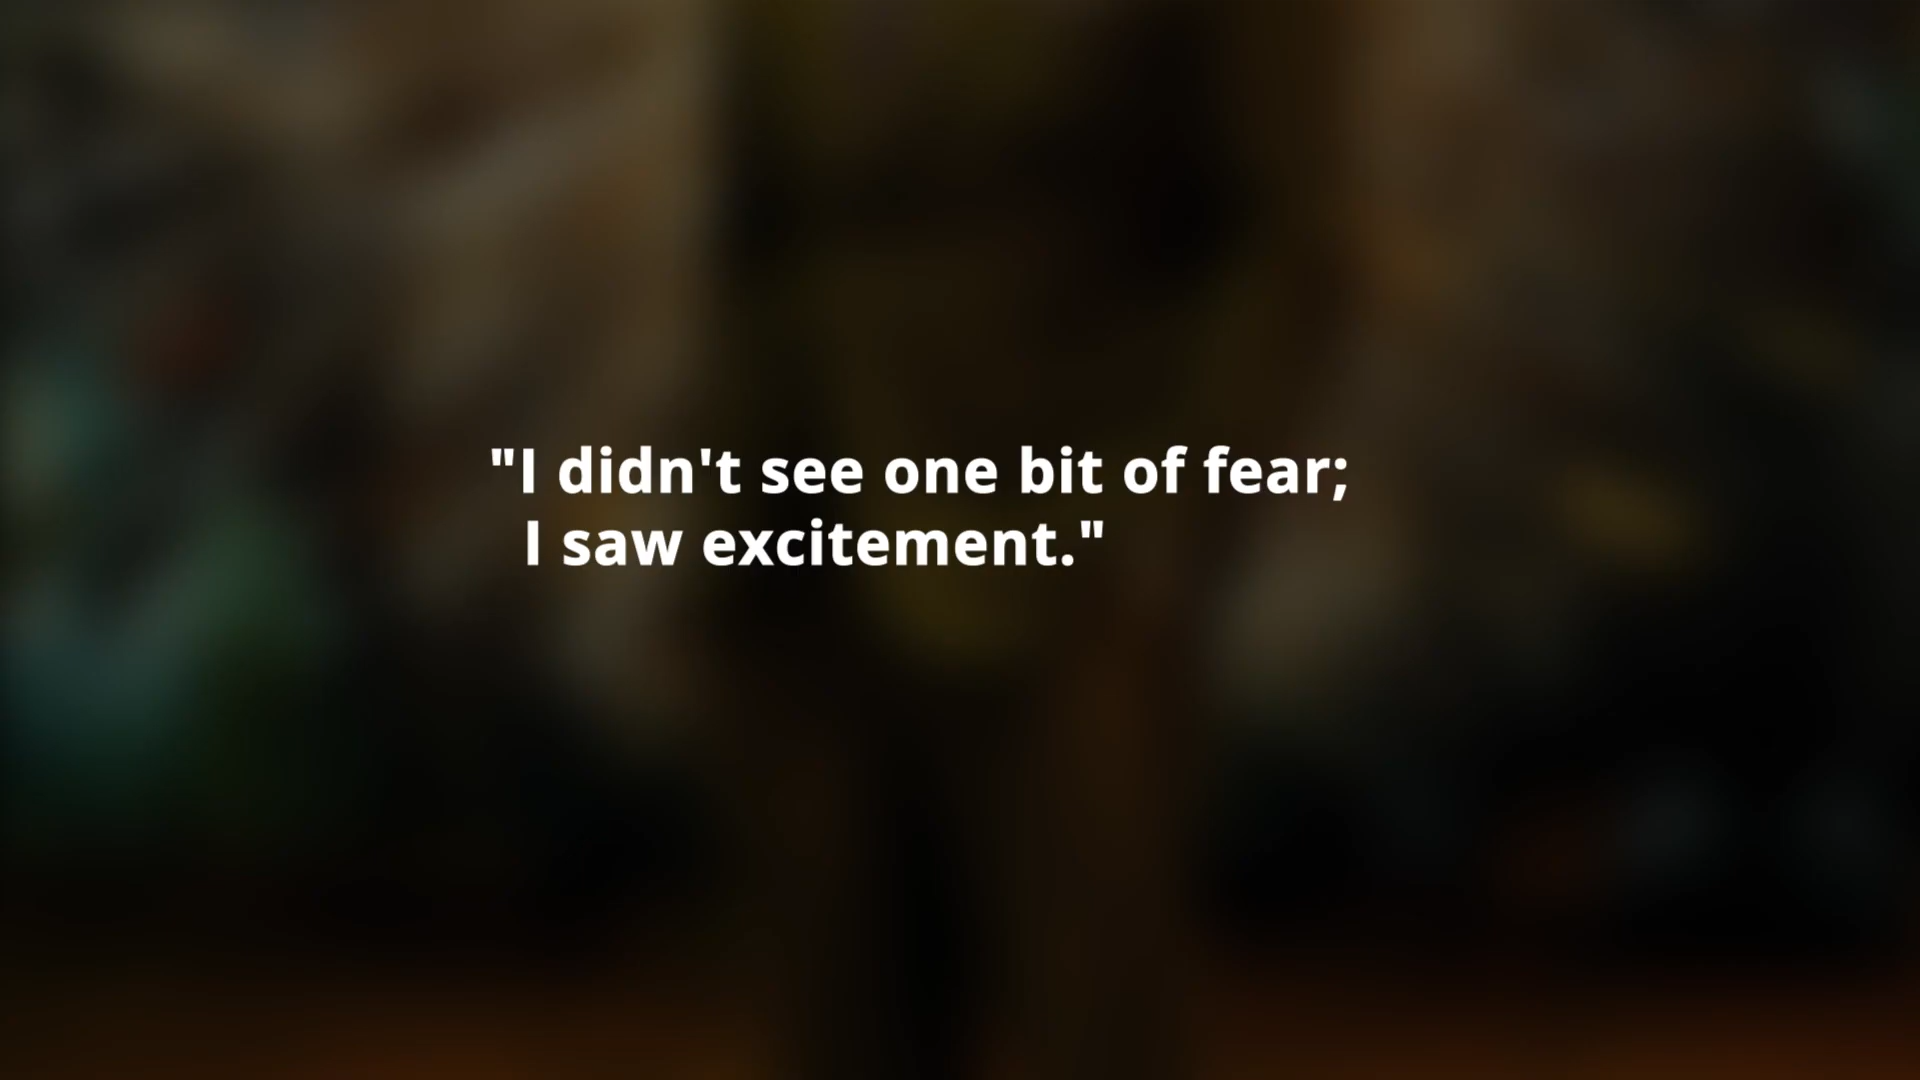 "I didn't see one bit of fear;
I saw excitement."